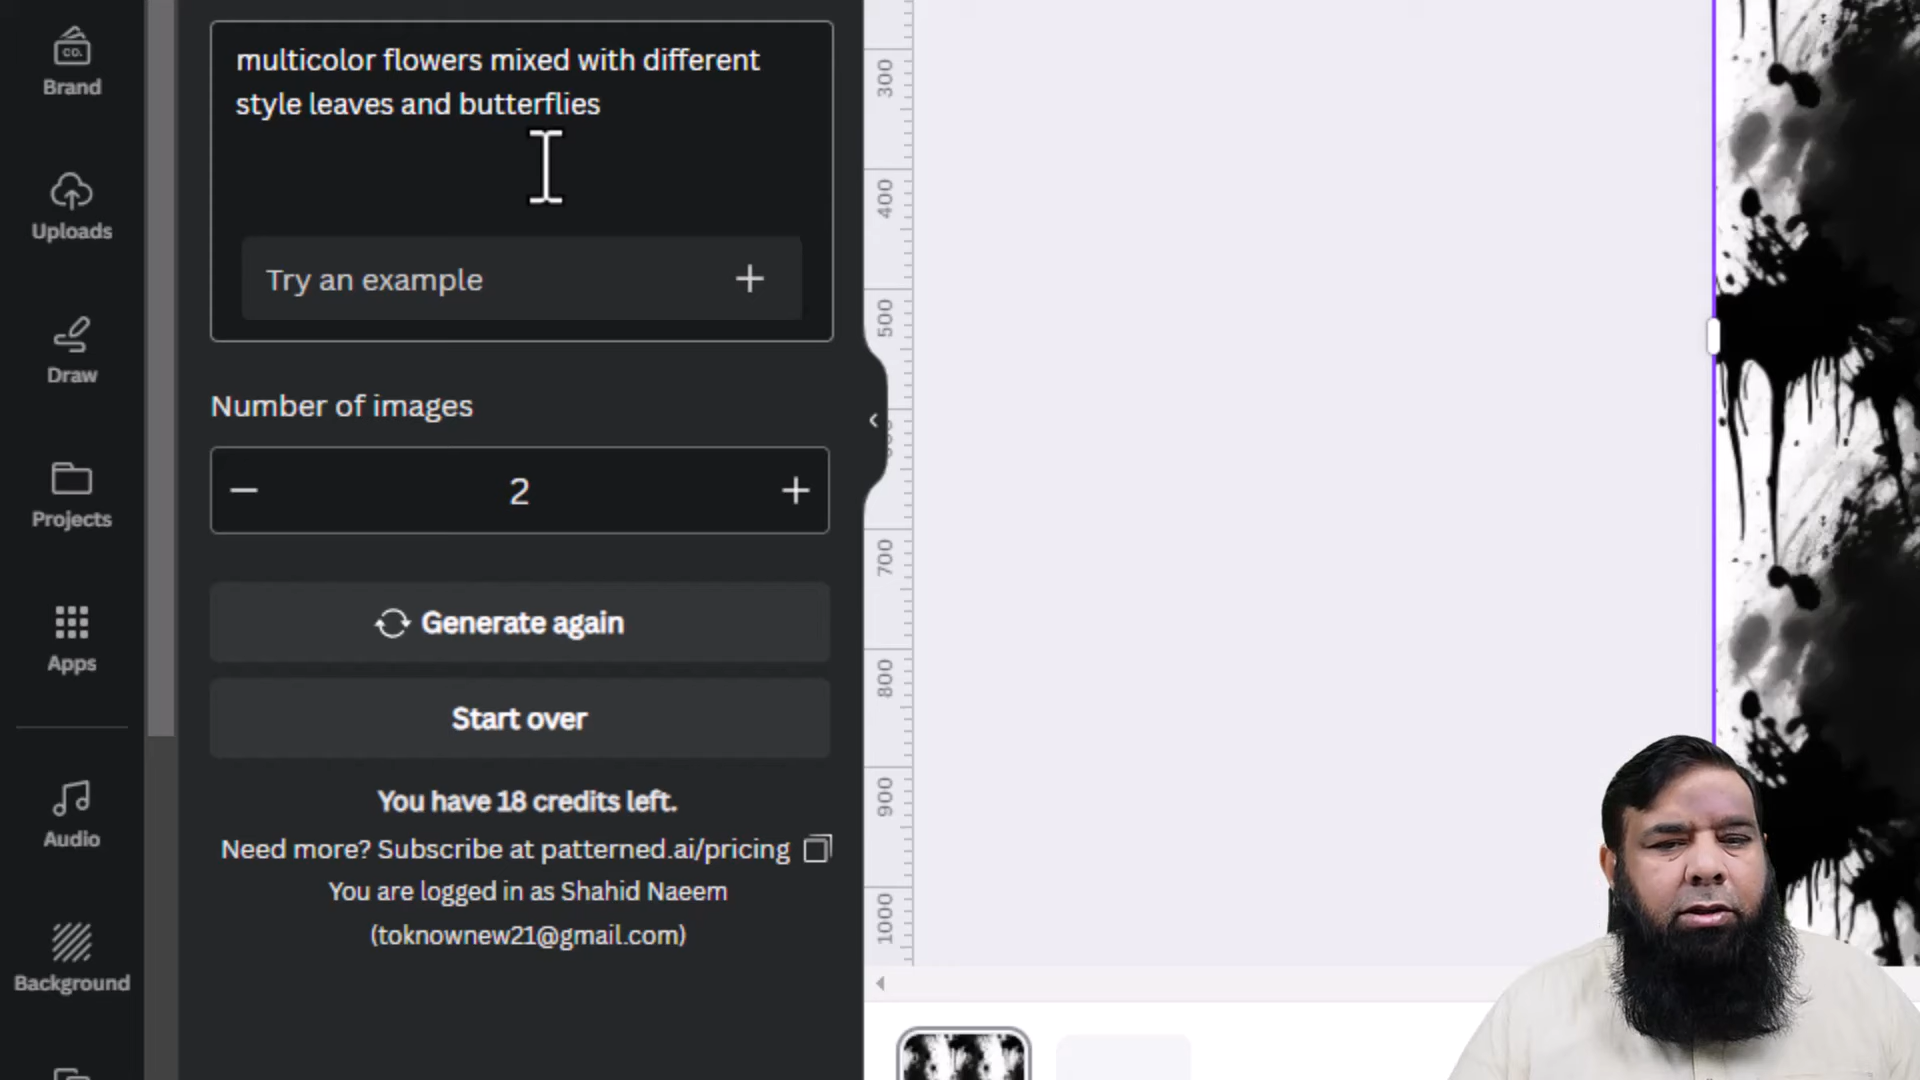 CO.
Brand
Uploads
Draw
Projects
Apps
Audio
Background
multicolor flowers mixed with different
style leaves and butterflies
Try an example
Number of images
2
Generate again
Start over
You have 18 credits left.
Need more? Subscribe at patterned.ai/pricing
You are logged in as Shahid Naeem
(toknownew21@gmail.com)
300
400
500
700
800
900
1000